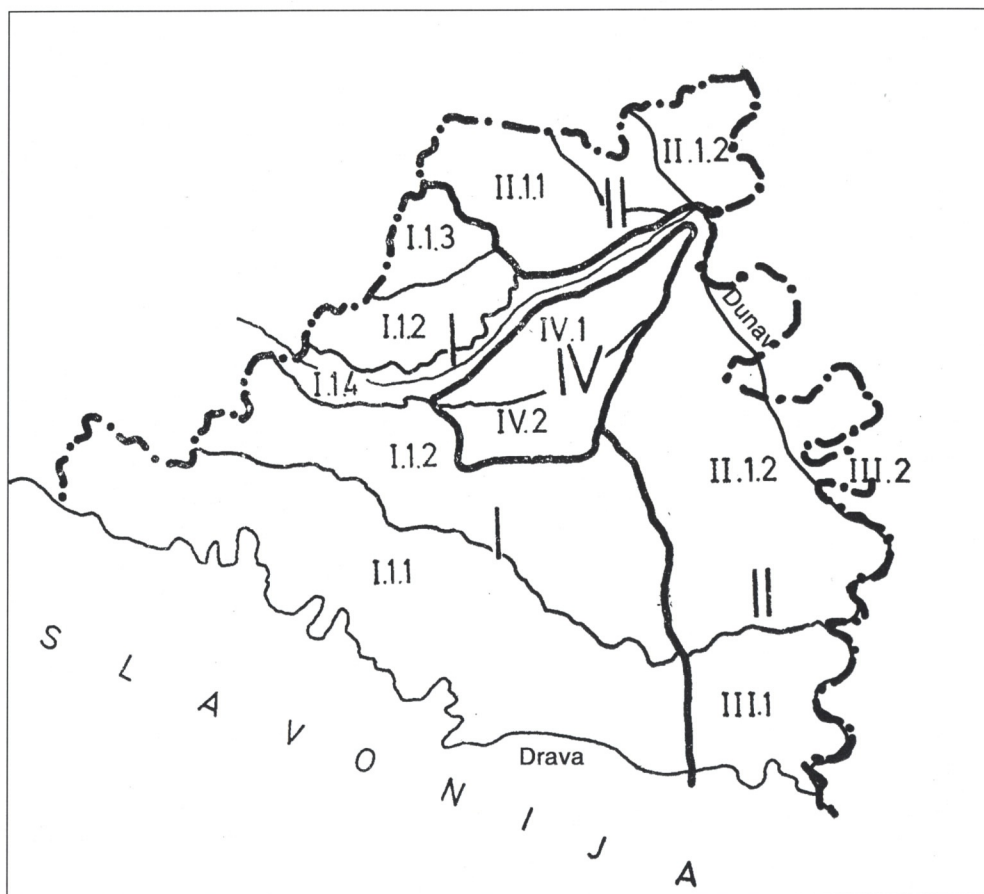 II.1.2
II.1.1
II
I.1.3
Dunav
I.1.2
I
IV.1
IV
I.1.4
IV.2
I.1.2
II.1.2
III.2
I
I.1.1
II
III.1
Drava
SLAVONIJA